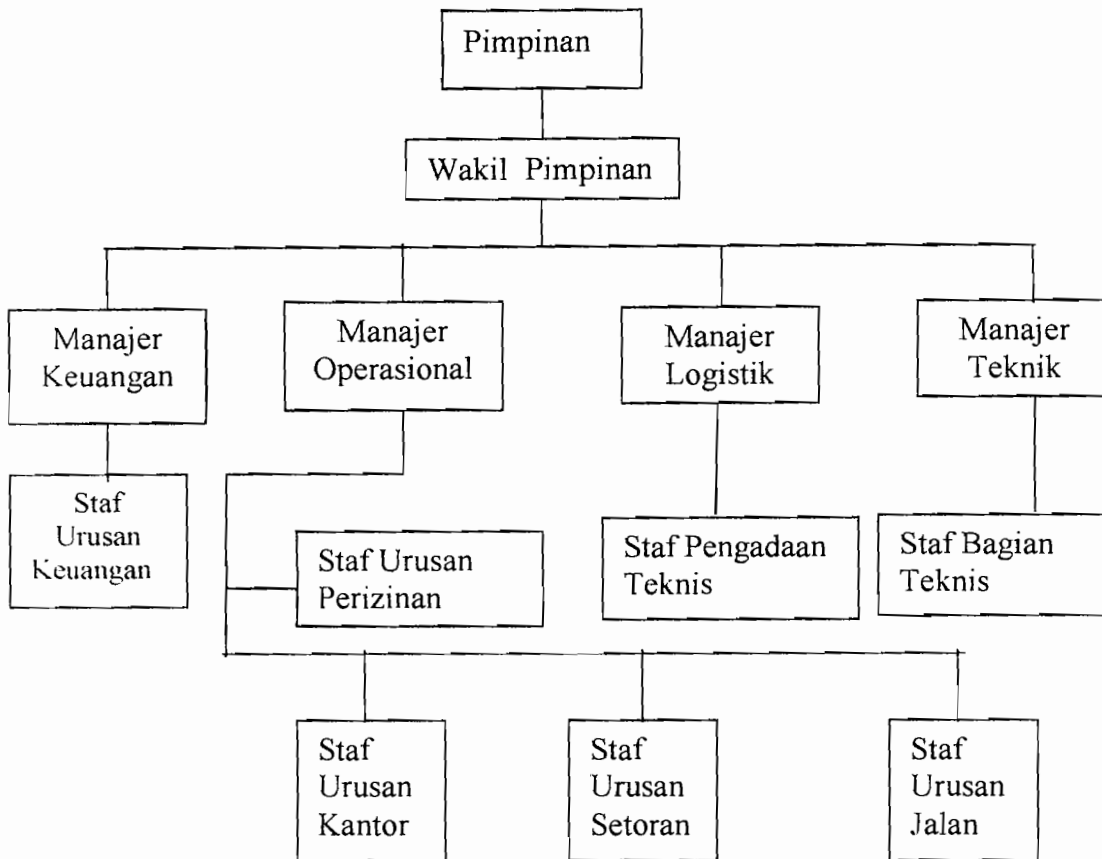 Pimpinan
Wakil Pimpinan
Manajer
Keuangan
Manajer
Operasional
Manajer
Logistik
Manajer
Teknik
Staf
Urusan
Keuangan
Staf Urusan
Perizinan
Staf Pengadaan
Teknis
Staf Bagian
Teknis
Staf
Urusan
Kantor
Staf
Urusan
Setoran
Staf
Urusan
Jalan